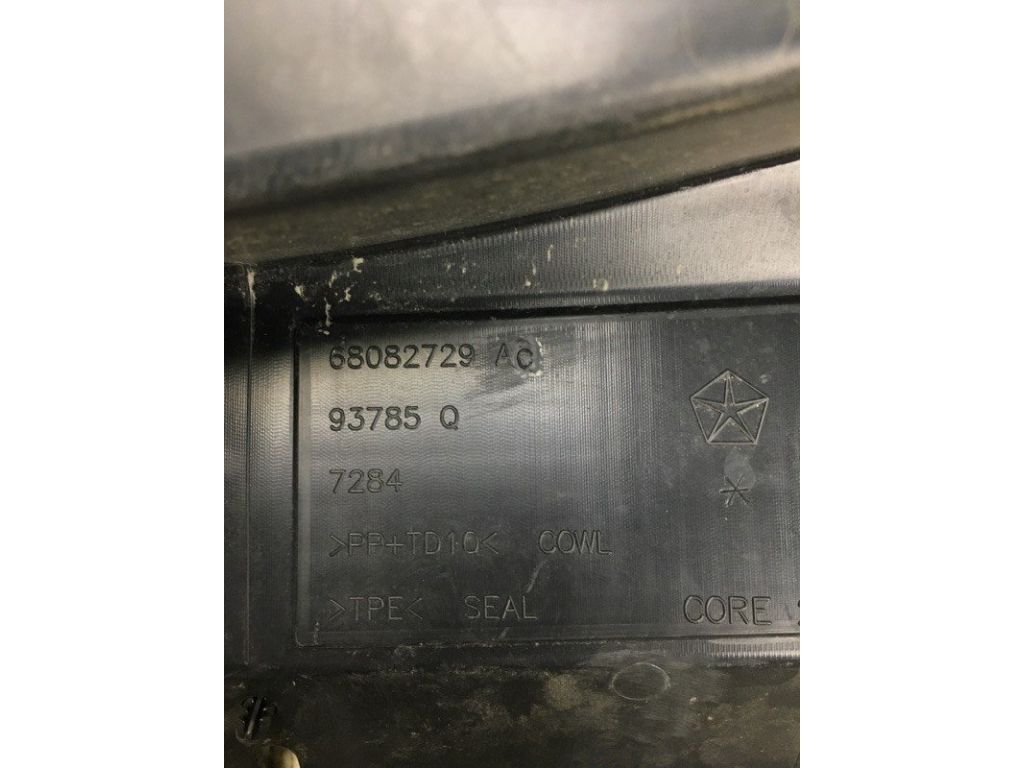 68082729 AC
93785 Q
7284
>PP+TD10< COWL
>TPE< SEAL CORE